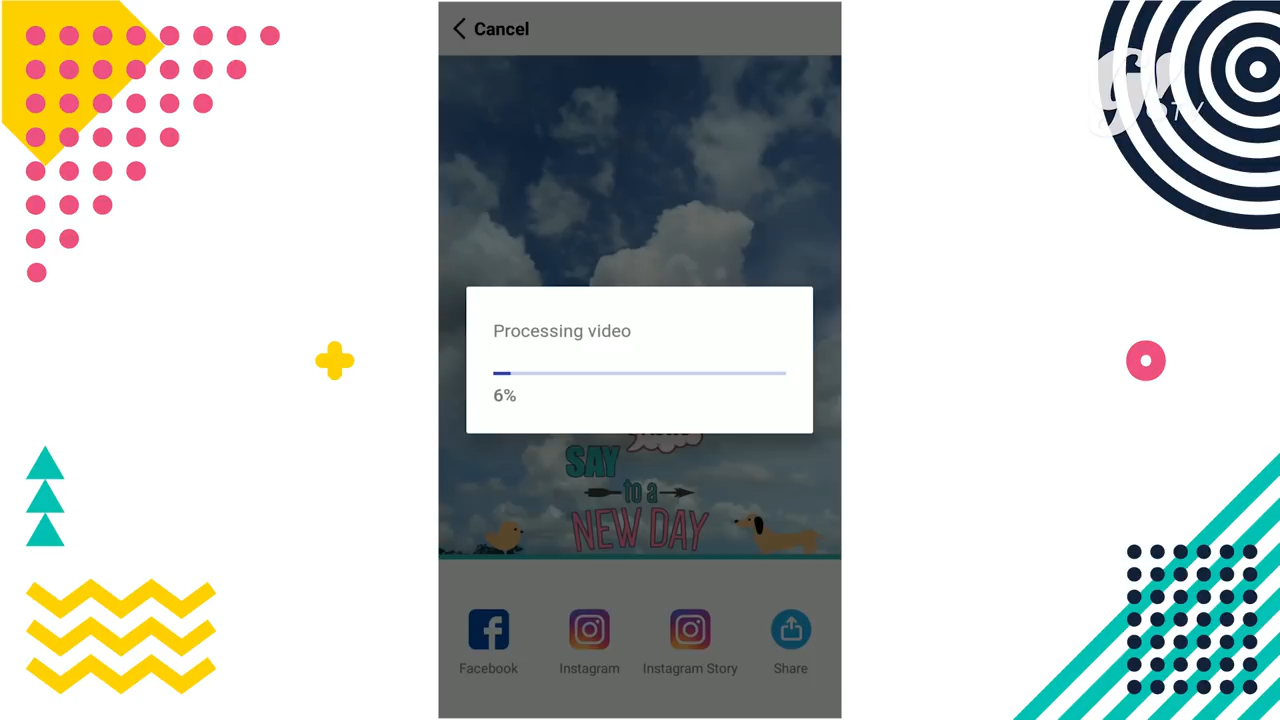 Cancel
Processing video
6%
SAY
to a
NEW DAY
Facebook
Instagram
Instagram Story
Share